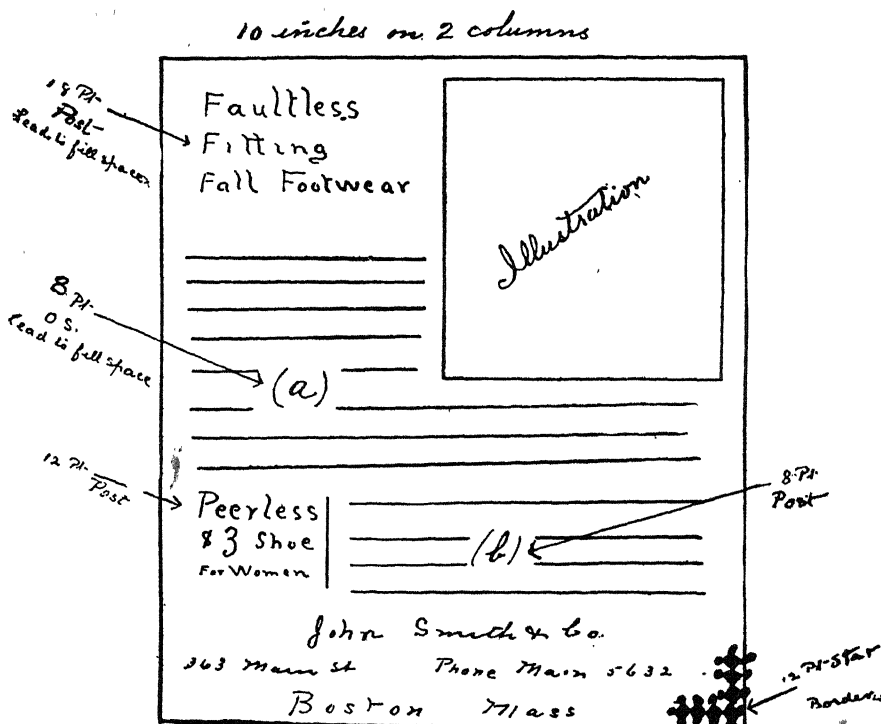 10 inches on 2 columns
18 Pt
Post
Lead to fill space
Faultless
Fitting
Fall Footwear
Illustration
8 Pt
O S.
Lead to fill space
(a)
12 Pt
Post
Peerless
$3 Shoe
For Women
(b)
8 Pt
Post
John Smith & Co.
363 Main St Phone Main 5632
Boston Mass
12 Pt Star
Border